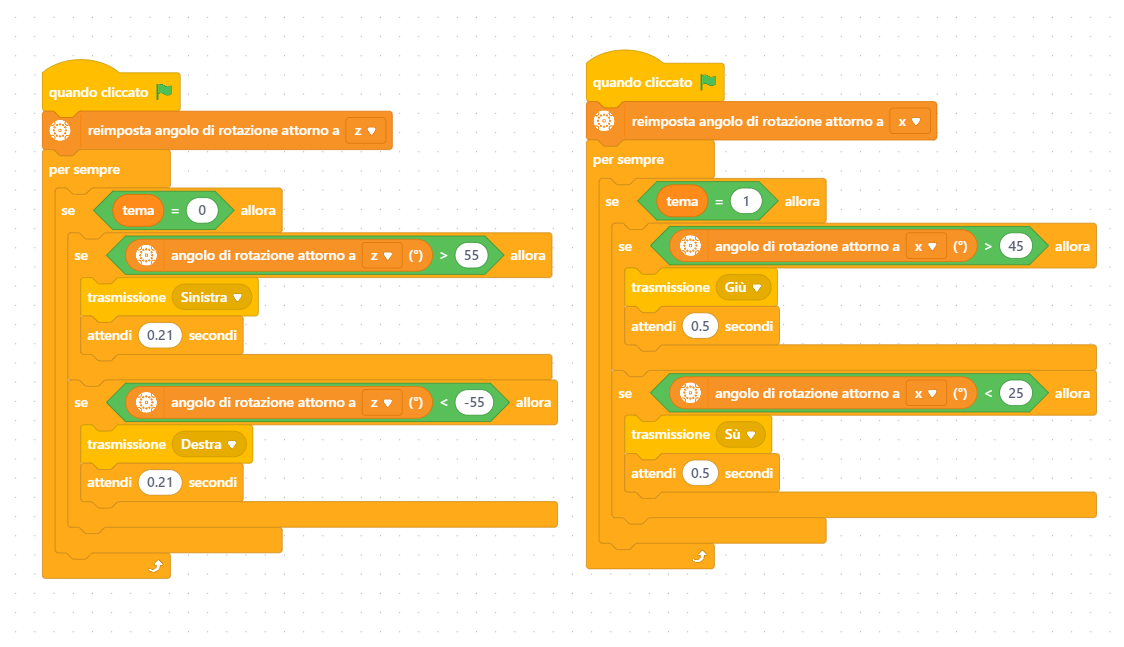 quando cliccato
reimposta angolo di rotazione attorno a z
per sempre
se tema = 0 allora
se angolo di rotazione attorno a z (°) > 55 allora
trasmissione Sinistra
attendi 0.21 secondi
se angolo di rotazione attorno a z (°) < -55 allora
trasmissione Destra
attendi 0.21 secondi
quando cliccato
reimposta angolo di rotazione attorno a x
per sempre
se tema = 1 allora
se angolo di rotazione attorno a x (°) > 45 allora
trasmissione Giù
attendi 0.5 secondi
se angolo di rotazione attorno a x (°) < 25 allora
trasmissione Sù
attendi 0.5 secondi